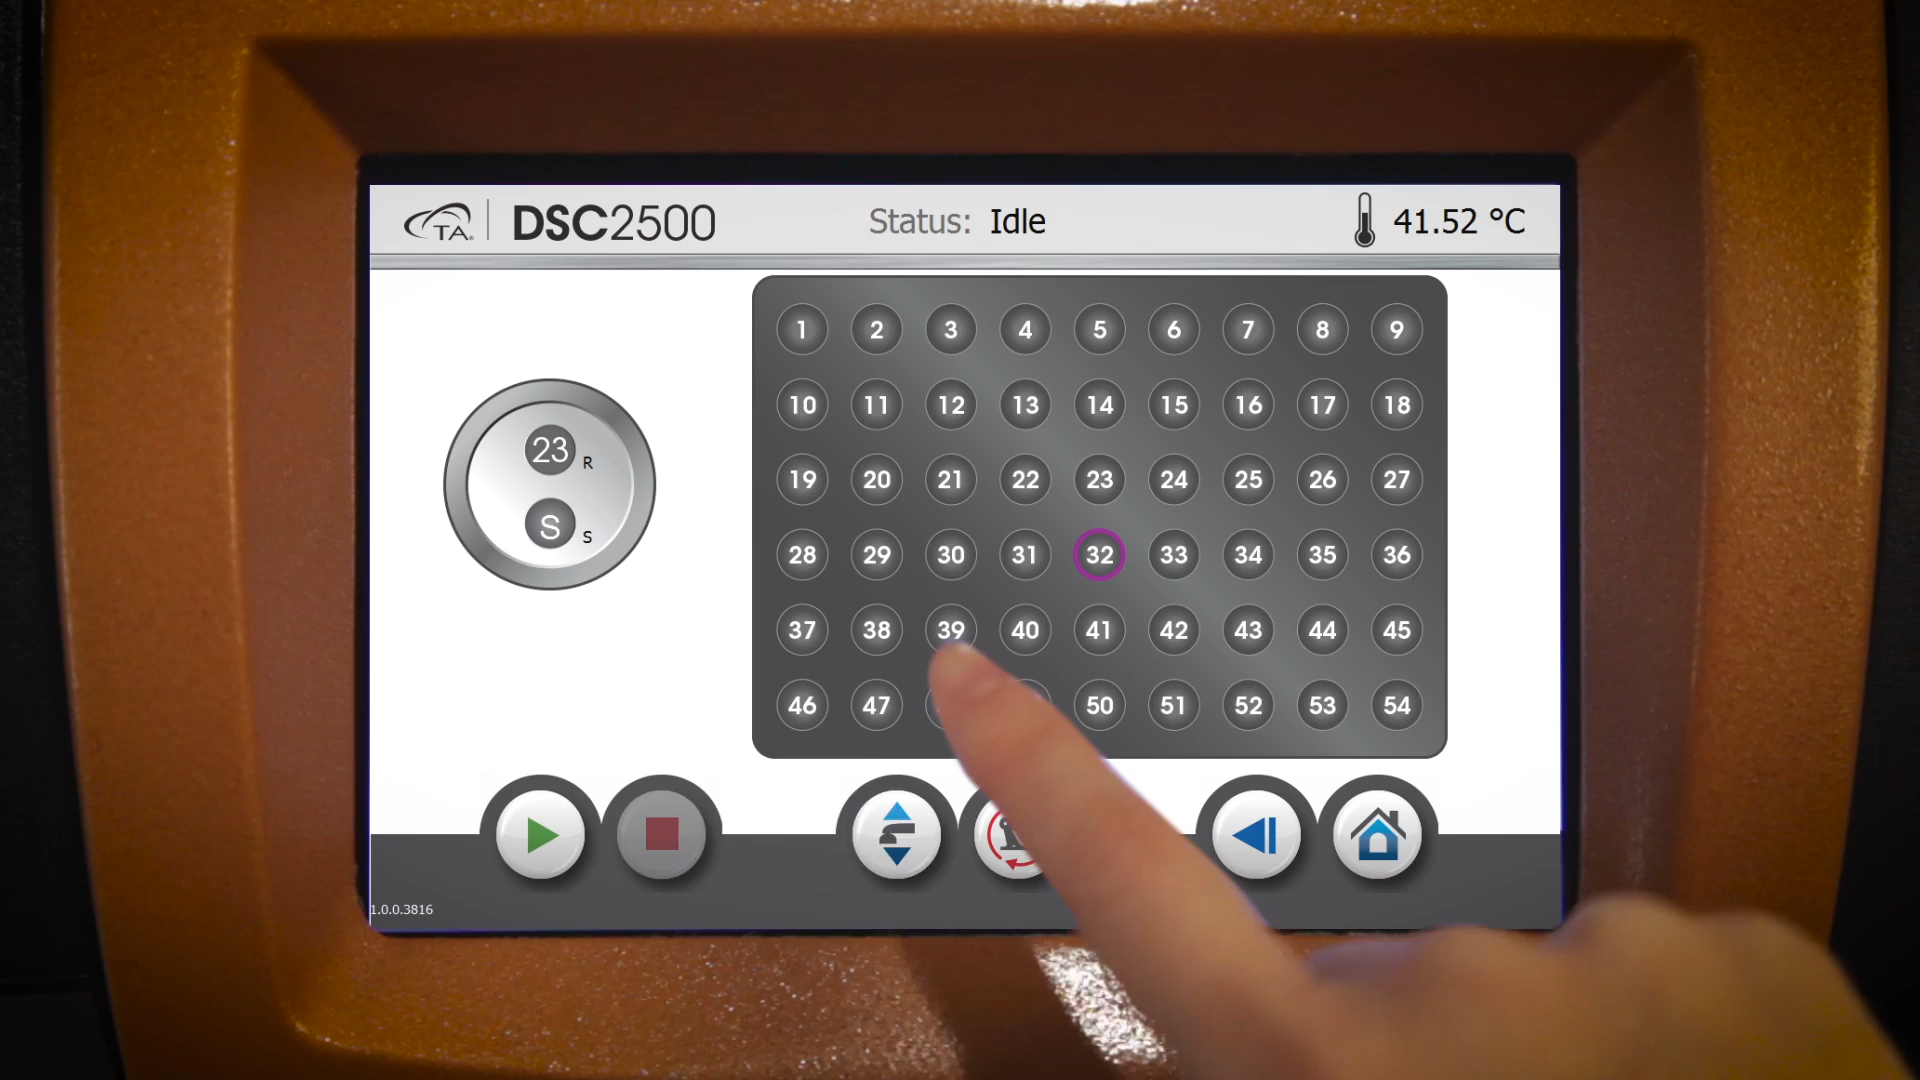 TA DSC2500 Status: Idle 41.52 °C
1 2 3 4 5 6 7 8 9
10 11 12 13 14 15 16 17 18
23 R
19 20 21 22 23 24 25 26 27
S S
28 29 30 31 32 33 34 35 36
37 38 39 40 41 42 43 44 45
46 47 50 51 52 53 54
1.0.0.3816